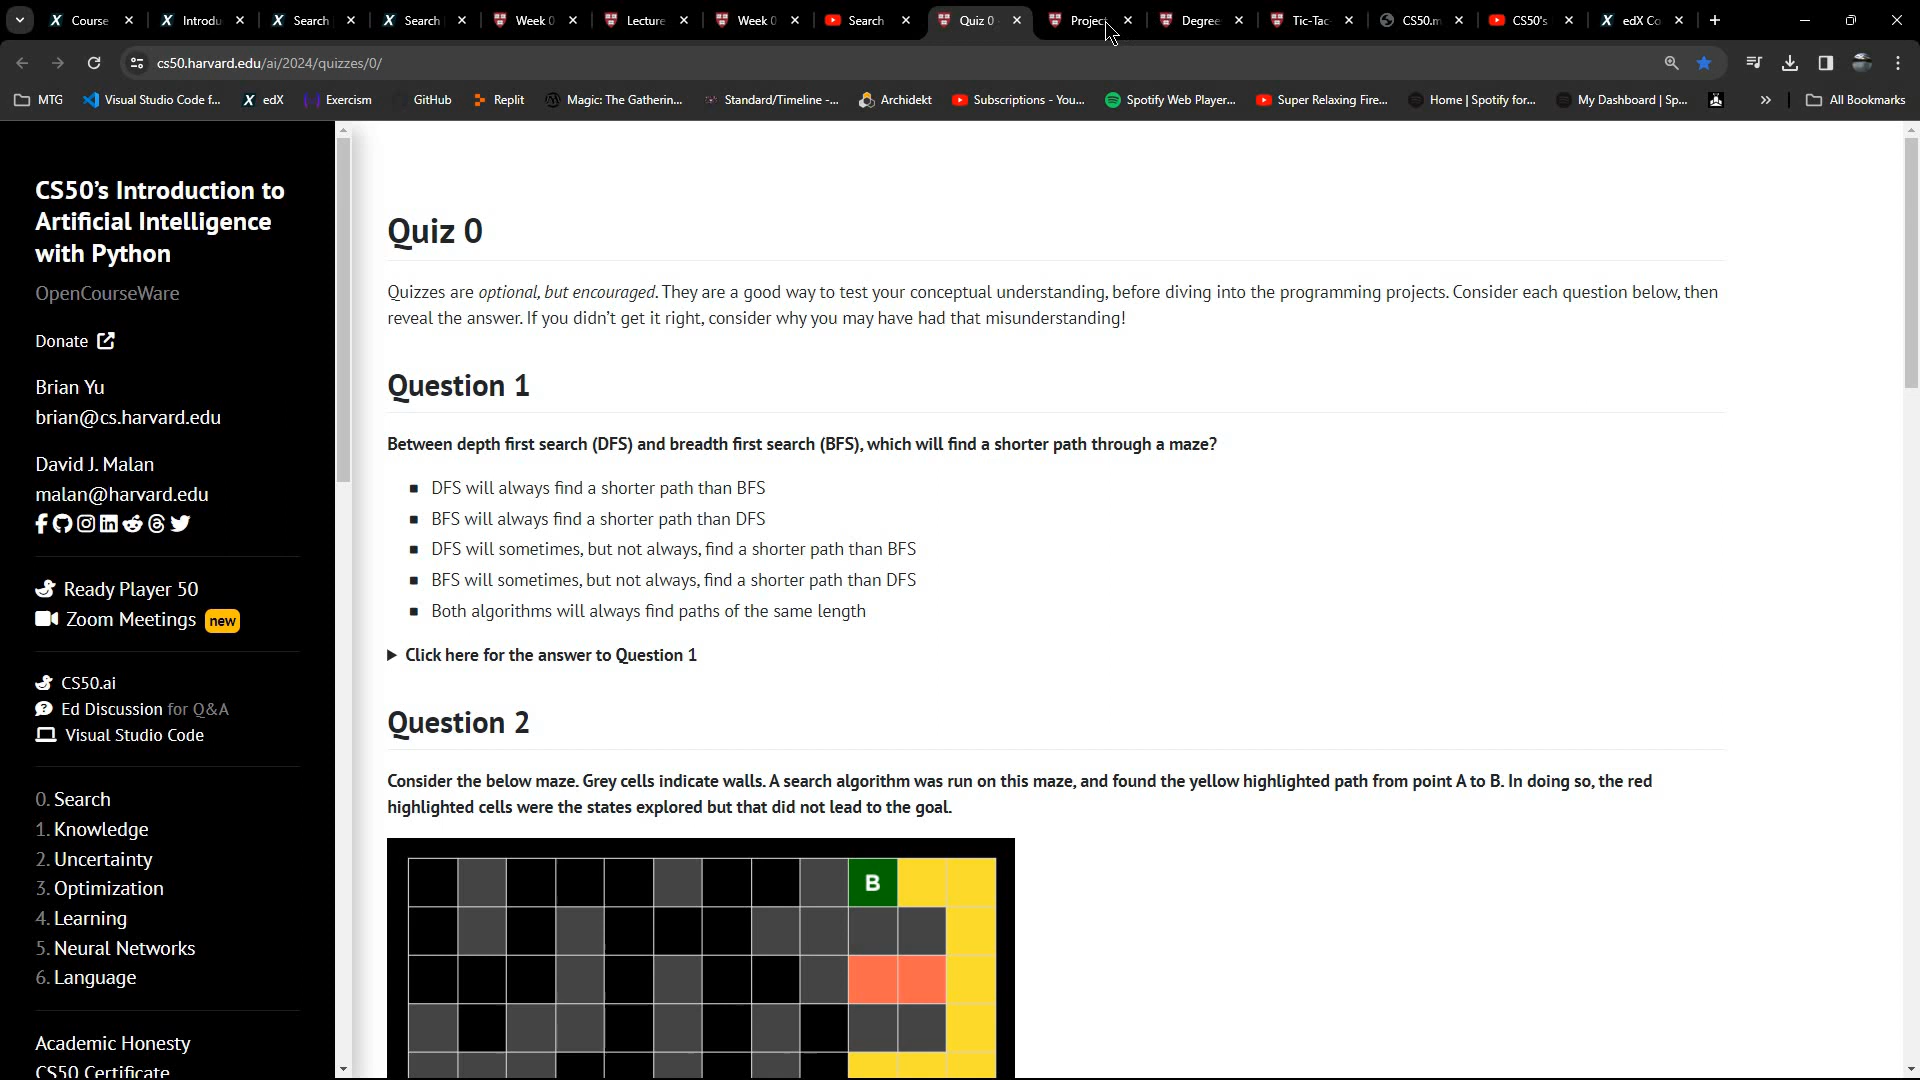 Course
Introdu
Search
Search
Week 0
Lecture
Week 0
Search
Quiz 0
Project
Degree
Tic-Tac
CS50.m
CS50's
edX Co
cs50.harvard.edu/ai/2024/quizzes/0/
MTG
Visual Studio Code f...
edX
Exercism
GitHub
Replit
Magic: The Gatherin...
Standard/Timeline -...
Archidekt
Subscriptions - You...
Spotify Web Player...
Super Relaxing Fire...
Home | Spotify for...
My Dashboard | Sp...
All Bookmarks
CS50’s Introduction to
Artificial Intelligence
with Python
OpenCourseWare
Donate
Brian Yu
brian@cs.harvard.edu
David J. Malan
malan@harvard.edu
Ready Player 50
Zoom Meetings new
CS50.ai
Ed Discussion for Q&A
Visual Studio Code
0. Search
1. Knowledge
2. Uncertainty
3. Optimization
4. Learning
5. Neural Networks
6. Language
Academic Honesty
CS50 Certificate
Quiz 0
Quizzes are optional, but encouraged. They are a good way to test your conceptual understanding, before diving into the programming projects. Consider each question below, then
reveal the answer. If you didn’t get it right, consider why you may have had that misunderstanding!
Question 1
Between depth first search (DFS) and breadth first search (BFS), which will find a shorter path through a maze?
DFS will always find a shorter path than BFS
BFS will always find a shorter path than DFS
DFS will sometimes, but not always, find a shorter path than BFS
BFS will sometimes, but not always, find a shorter path than DFS
Both algorithms will always find paths of the same length
Click here for the answer to Question 1
Question 2
Consider the below maze. Grey cells indicate walls. A search algorithm was run on this maze, and found the yellow highlighted path from point A to B. In doing so, the red
highlighted cells were the states explored but that did not lead to the goal.
B